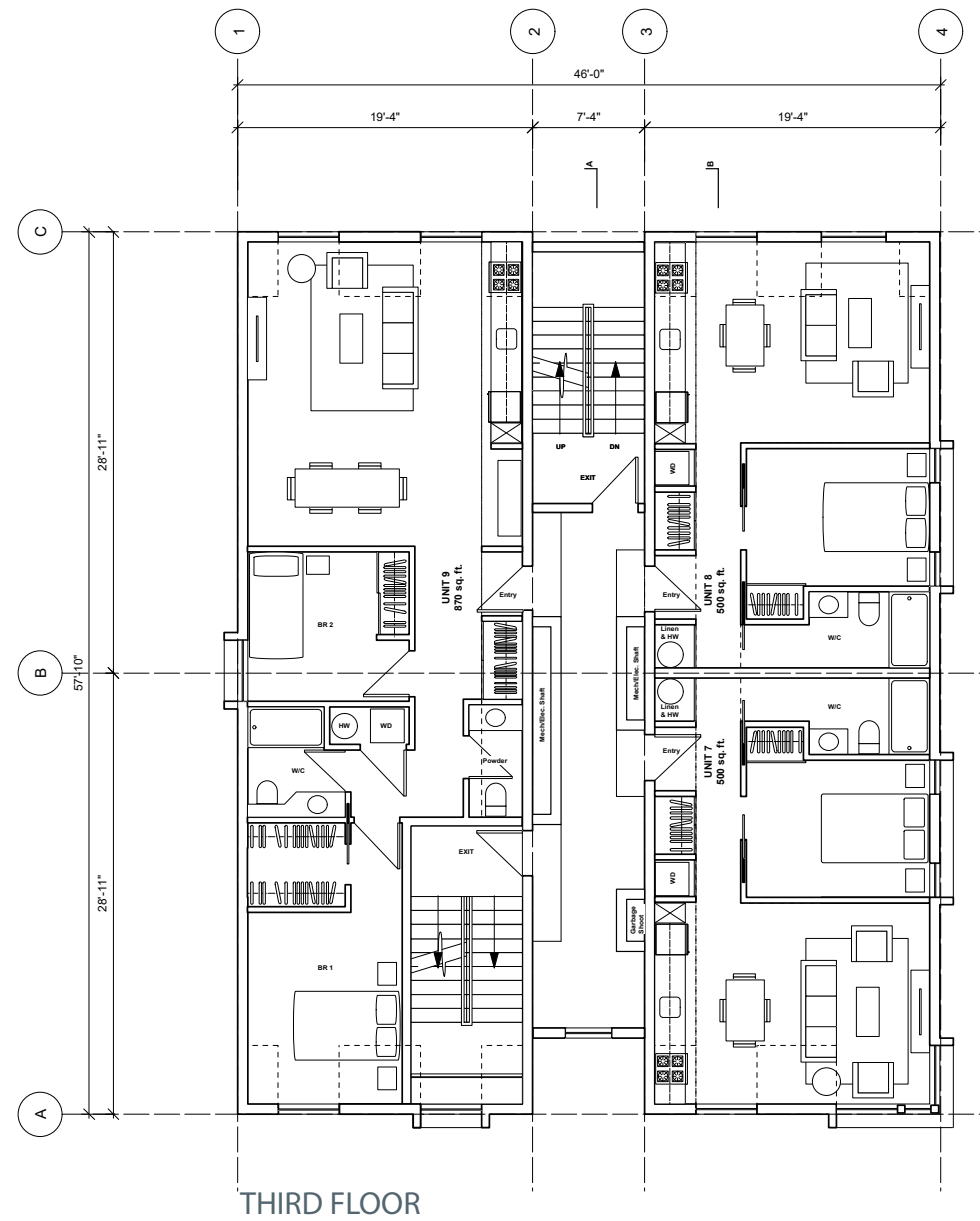 1
2
3
4
46'-0"
19'-4"
7'-4"
19'-4"
A
B
C
28'-11"
57'-10"
B
28'-11"
A
UP
DN
EXIT
WD
UNIT 9
870 sq. ft.
Entry
BR 2
HW
WD
W/C
Powder
EXIT
BR 1
Mech/Elec. Shaft
Mech/Elec. Shaft
Entry
UNIT 8
500 sq. ft.
Linen
& HW
W/C
Linen
& HW
W/C
Entry
UNIT 7
500 sq. ft.
WD
Garbage
Shoot
THIRD FLOOR